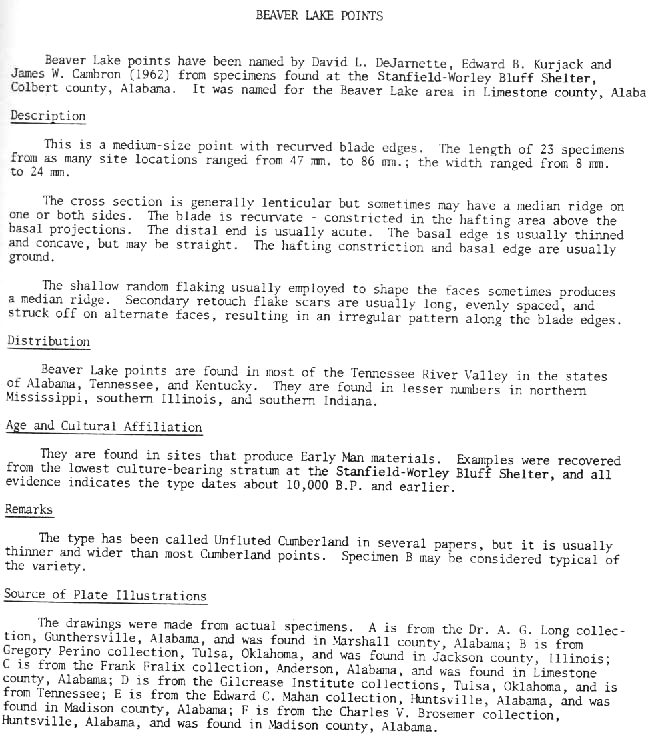 BEAVER LAKE POINTS
Beaver Lake points have been named by David L. DeJarnette, Edward B. Kurjack and
James W. Cambron (1962) from specimens found at the Stanfield-Worley Bluff Shelter,
Colbert county, Alabama. It was named for the Beaver Lake area in Limestone county, Alaba
Description
This is a medium-size point with recurved blade edges. The length of 23 specimens
from as many site locations ranged from 47 mm. to 86 mm.; the width ranged from 8 mm.
to 24 mm.
The cross section is generally lenticular but sometimes may have a median ridge on
one or both sides. The blade is recurvate - constricted in the hafting area above the
basal projections. The distal end is usually acute. The basal edge is usually thinned
and concave, but may be straight. The hafting constriction and basal edge are usually
ground.
The shallow random flaking usually employed to shape the faces sometimes produces
a median ridge. Secondary retouch flake scars are usually long, evenly spaced, and
struck off on alternate faces, resulting in an irregular pattern along the blade edges.
Distribution
Beaver Lake points are found in most of the Tennessee River Valley in the states
of Alabama, Tennessee, and Kentucky. They are found in lesser numbers in northern
Mississippi, southern Illinois, and southern Indiana.
Age and Cultural Affiliation
They are found in sites that produce Early Man materials. Examples were recovered
from the lowest culture-bearing stratum at the Stanfield-Worley Bluff Shelter, and all
evidence indicates the type dates about 10,000 B.P. and earlier.
Remarks
The type has been called Unfluted Cumberland in several papers, but it is usually
thinner and wider than most Cumberland points. Specimen B may be considered typical of
the variety.
Source of Plate Illustrations
The drawings were made from actual specimens. A is from the Dr. A. G. Long collec-
tion, Gunthersville, Alabama, and was found in Marshall county, Alabama; B is from
Gregory Perino collection, Tulsa, Oklahoma, and was found in Jackson county, Illinois;
C is from the Frank Fralix collection, Anderson, Alabama, and was found in Limestone
county, Alabama; D is from the Gilcrease Institute collections, Tulsa, Oklahoma, and is
from Tennessee; E is from the Edward C. Mahan collection, Huntsville, Alabama, and was
found in Madison county, Alabama; F is from the Charles V. Brosemer collection,
Huntsville, Alabama, and was found in Madison county, Alabama.